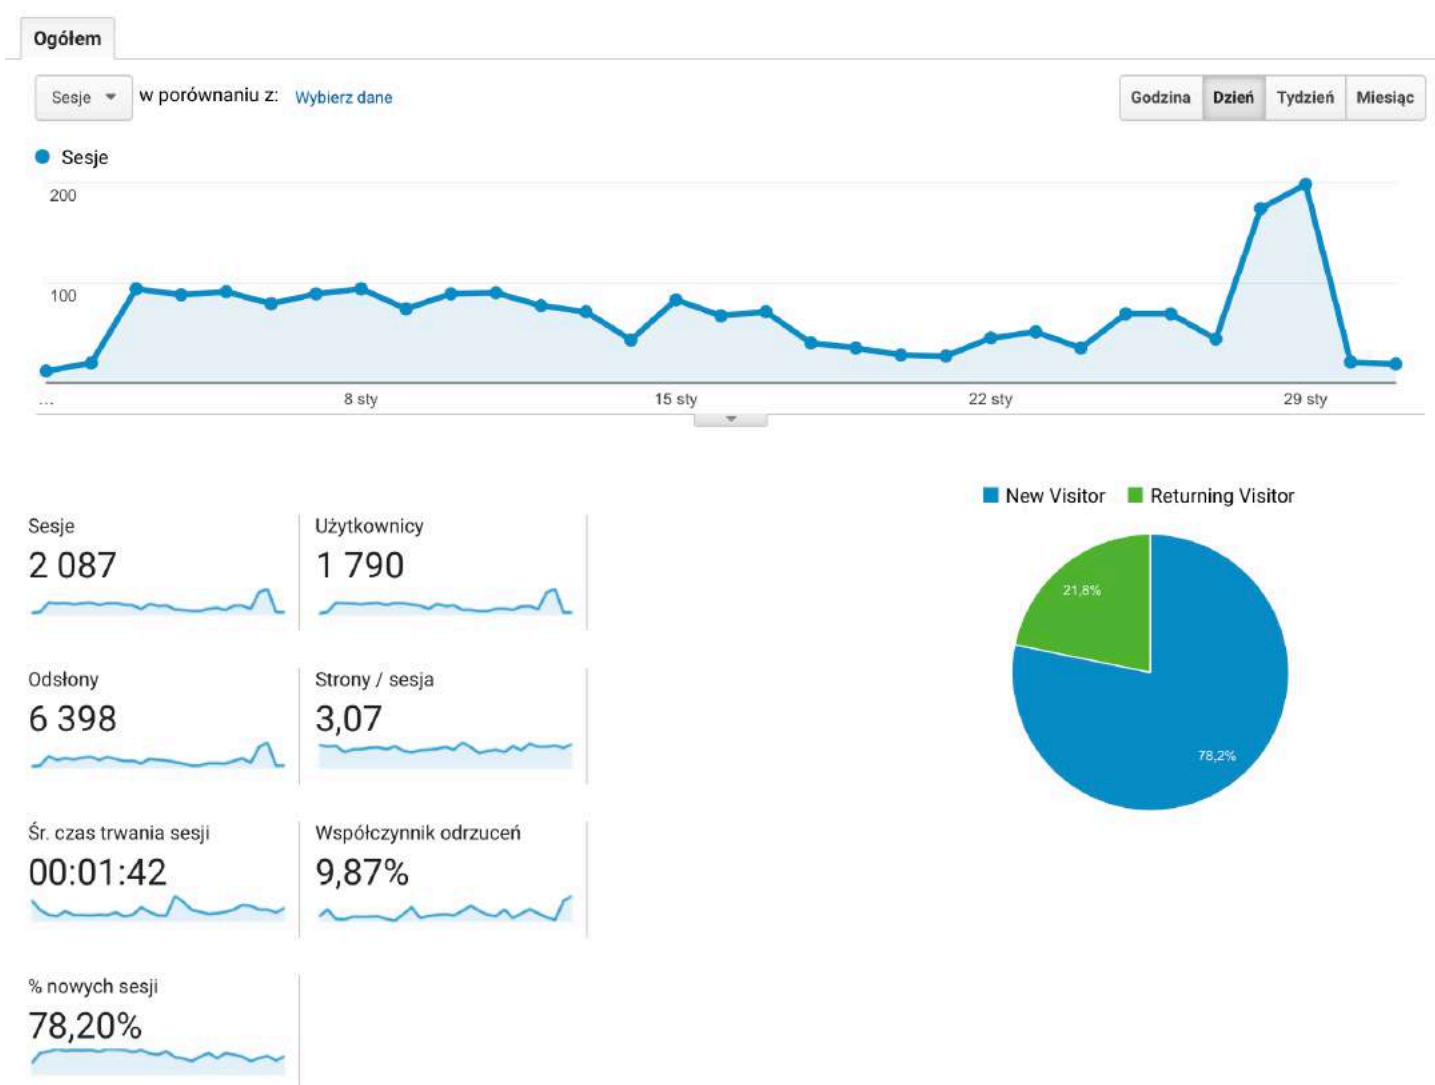 Ogółem
Sesje w porównaniu z: Wybierz dane Godzina Dzień Tydzień Miesiąc
Sesje
200
100
... 8 sty 15 sty 22 sty 29 sty
New Visitor Returning Visitor
21,8%
78,2%
Sesje Użytkownicy
2 087 1 790
Odsłony Strony / sesja
6 398 3,07
Śr. czas trwania sesji Współczynnik odrzuceń
00:01:42 9,87%
% nowych sesji
78,20%